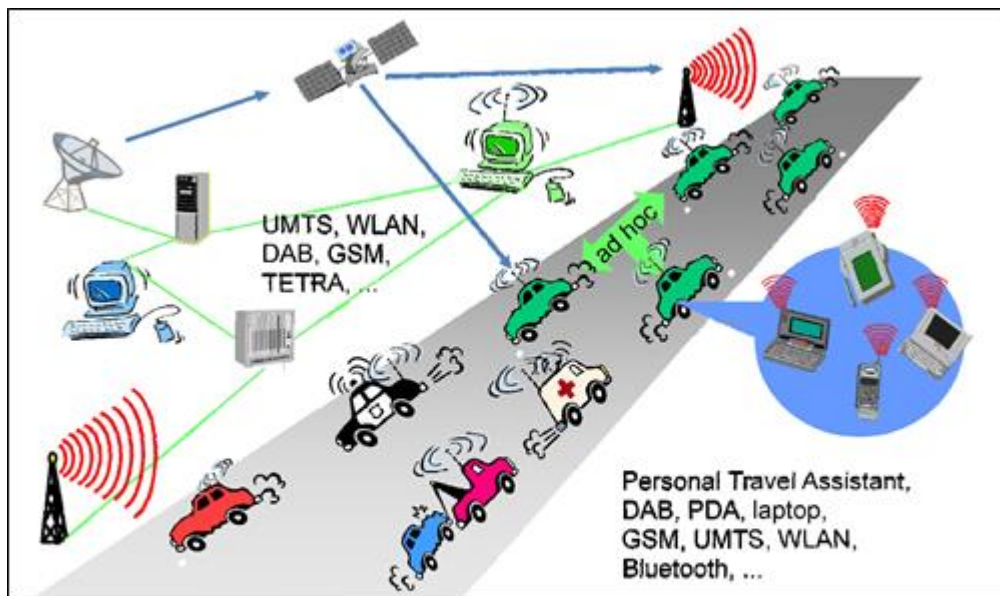 UMTS, WLAN,
DAB, GSM,
TETRA, ...
ad hoc
Personal Travel Assistant,
DAB, PDA, laptop,
GSM, UMTS, WLAN,
Bluetooth, ...